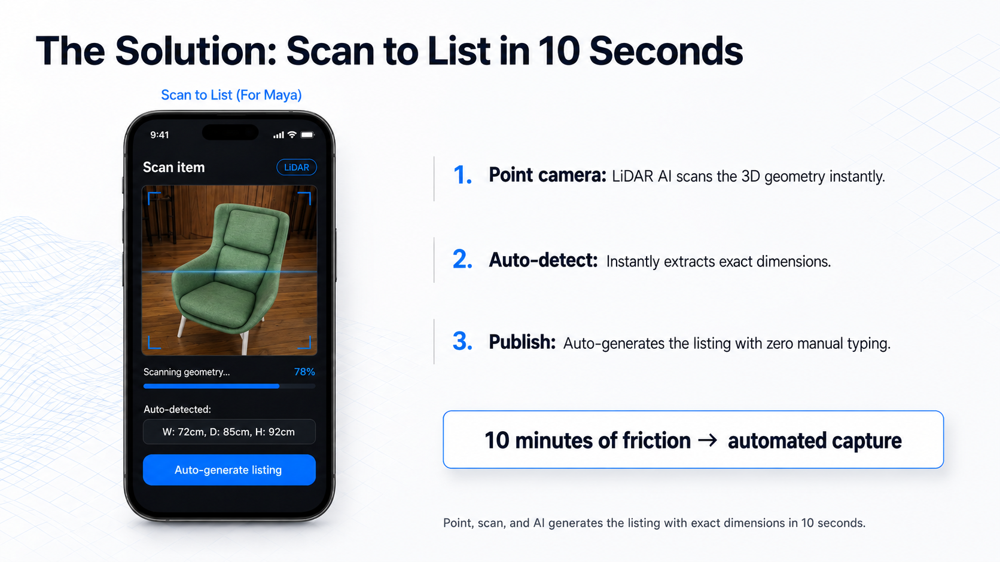 The Solution: Scan to List in 10 Seconds
Scan to List (For Maya)
9:41
Scan item
LiDAR
Scanning geometry...
78%
Auto-detected:
W: 72cm, D: 85cm, H: 92cm
Auto-generate listing
1. Point camera: LiDAR AI scans the 3D geometry instantly.
2. Auto-detect: Instantly extracts exact dimensions.
3. Publish: Auto-generates the listing with zero manual typing.
10 minutes of friction → automated capture
Point, scan, and AI generates the listing with exact dimensions in 10 seconds.